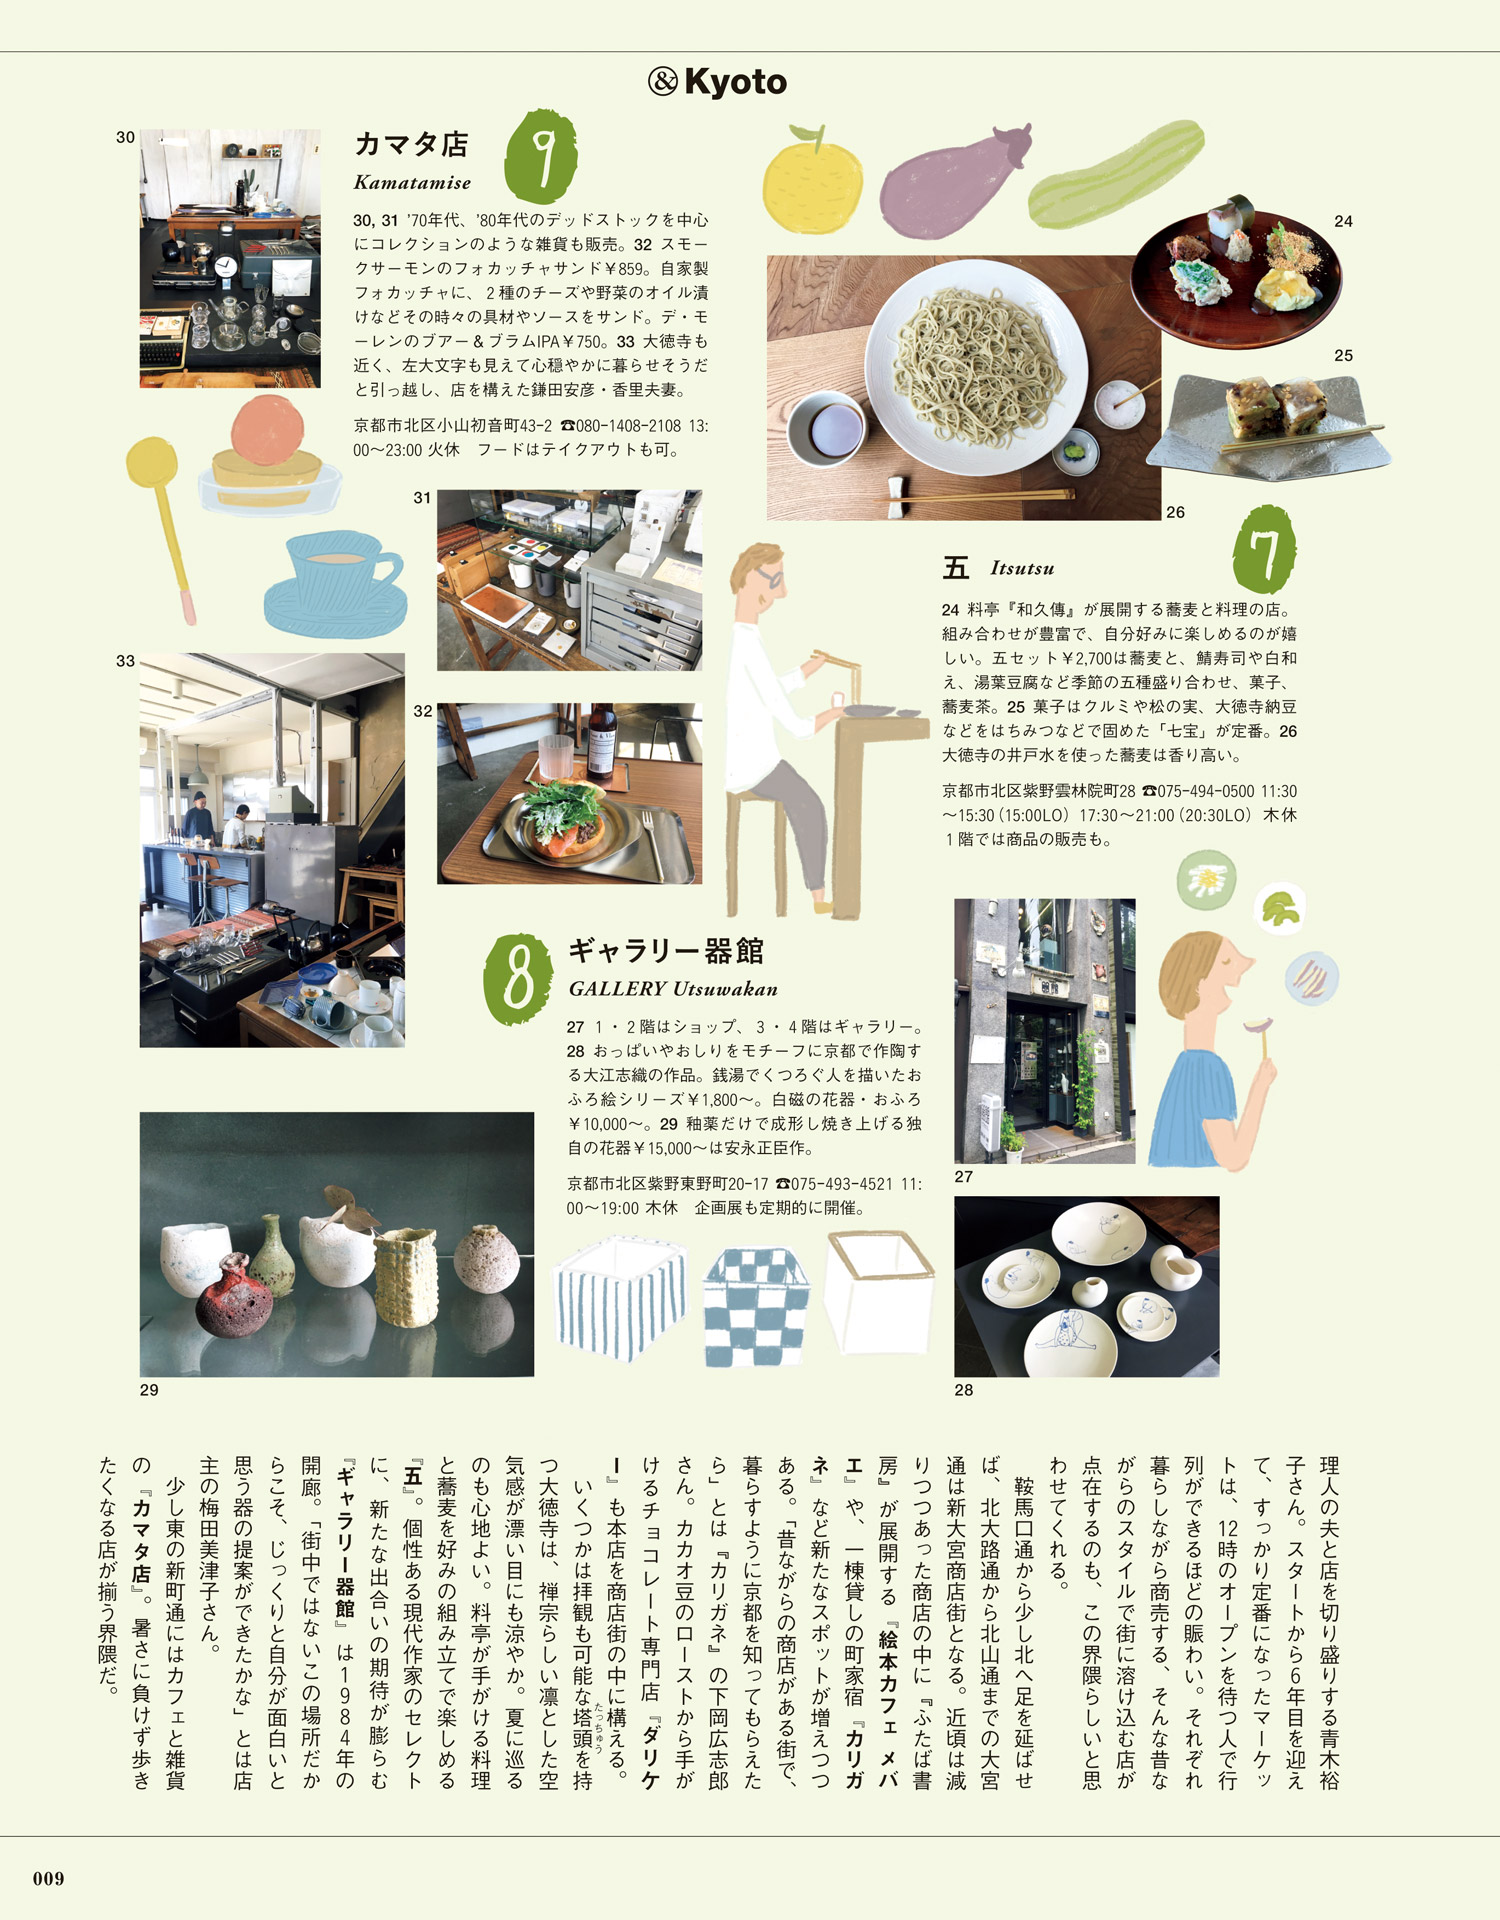 &Kyoto
30
カマタ店
Kamatamise
9
30, 31 ’70年代、’80年代のデッドストックを中心
にコレクションのような雑貨も販売。32 スモー
クサーモンのフォカッチャサンド¥859。自家製
フォカッチャに、2種のチーズや野菜のオイル漬
けなどその時々の具材やソースをサンド。デ・モ
ーレンのブアー&ブラムIPA¥750。33 大徳寺も
近く、左大文字も見えて心穏やかに暮らせそうだ
と引っ越し、店を構えた鎌田安彦・香里夫妻。
京都市北区小山初音町43-2 ☎080-1408-2108 13:
00〜23:00 火休　フードはテイクアウトも可。
31
33
32
24
25
26
五 Itsutsu
7
24 料亭『和久傳』が展開する蕎麦と料理の店。
組み合わせが豊富で、自分好みに楽しめるのが嬉
しい。五セット¥2,700は蕎麦と、鯖寿司や白和
え、湯葉豆腐など季節の五種盛り合わせ、菓子、
蕎麦茶。25 菓子はクルミや松の実、大徳寺納豆
などをはちみつなどで固めた「七宝」が定番。26
大徳寺の井戸水を使った蕎麦は香り高い。
京都市北区紫野雲林院町28 ☎075-494-0500 11:30
〜15:30（15:00LO）17:30〜21:00（20:30LO）木休
1階では商品の販売も。
8
ギャラリー器館
GALLERY Utsuwakan
27 1・2階はショップ、3・4階はギャラリー。
28 おっぱいやおしりをモチーフに京都で作陶す
る大江志織の作品。銭湯でくつろぐ人を描いたお
ふろ絵シリーズ¥1,800〜。白磁の花器・おふろ
¥10,000〜。29 釉薬だけで成形し焼き上げる独
自の花器¥15,000〜は安永正臣作。
京都市北区紫野東野町20-17 ☎075-493-4521 11:
00〜19:00 木休　企画展も定期的に開催。
27
29
28
理人の夫と店を切り盛りする青木裕
子さん。スタートから6年目を迎え
て、すっかり定番になったマーケッ
トは、12時のオープンを待つ人で行
列ができるほどの賑わい。それぞれ
暮らしながら商売する、そんな昔な
がらのスタイルで街に溶け込む店が
点在するのも、この界隈らしいと思
わせてくれる。
鞍馬口通から少し北へ足を延ばせ
ば、北大路通から北山通までの大宮
通は新大宮商店街となる。近頃は減
りつつあった商店の中に『ふたば書
房』が展開する『絵本カフェ メバ
エ』や、一棟貸しの町家宿『カリガ
ネ』など新たなスポットが増えつつ
ある。「昔ながらの商店がある街で、
暮らすように京都を知ってもらえた
ら」とは『カリガネ』の下岡広志郎
さん。カカオ豆のローストから手が
けるチョコレート専門店『ダリケ
ー』も本店を商店街の中に構える。
いくつかは拝観も可能な塔頭を持
たっちゅう
つ大徳寺は、禅宗らしい凛とした空
気感が漂い目にも涼やか。夏に巡る
のも心地よい。料亭が手がける料理
と蕎麦を好みの組み立てで楽しめる
『五』。個性ある現代作家のセレクト
に、新たな出合いの期待が膨らむ
『ギャラリー器館』は1984年の
開廊。「街中ではないこの場所だか
らこそ、じっくりと自分が面白いと
思う器の提案ができたかな」とは店
主の梅田美津子さん。
少し東の新町通にはカフェと雑貨
の『カマタ店』。暑さに負けず歩き
たくなる店が揃う界隈だ。
009